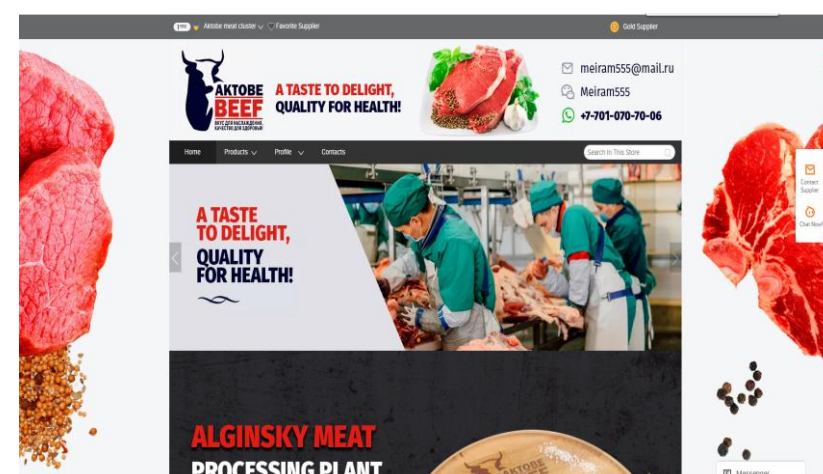 Aktobe meat cluster
Favorite Supplier
Gold Supplier
AKTOBE
BEEF
ВКУС ДЛЯ НАСЛАЖДЕНИЯ,
КАЧЕСТВО ДЛЯ ЗДОРОВЬЯ!
A TASTE TO DELIGHT,
QUALITY FOR HEALTH!
meiram555@mail.ru
Meiram555
+7-701-070-70-06
Home Products Profile Contacts
Search In This Store
Contact
Supplier
Chat Now!
A TASTE
TO DELIGHT,
QUALITY
FOR HEALTH!
ALGINSKY MEAT
PROCESSING PLANT
AKTOBE
Messenger